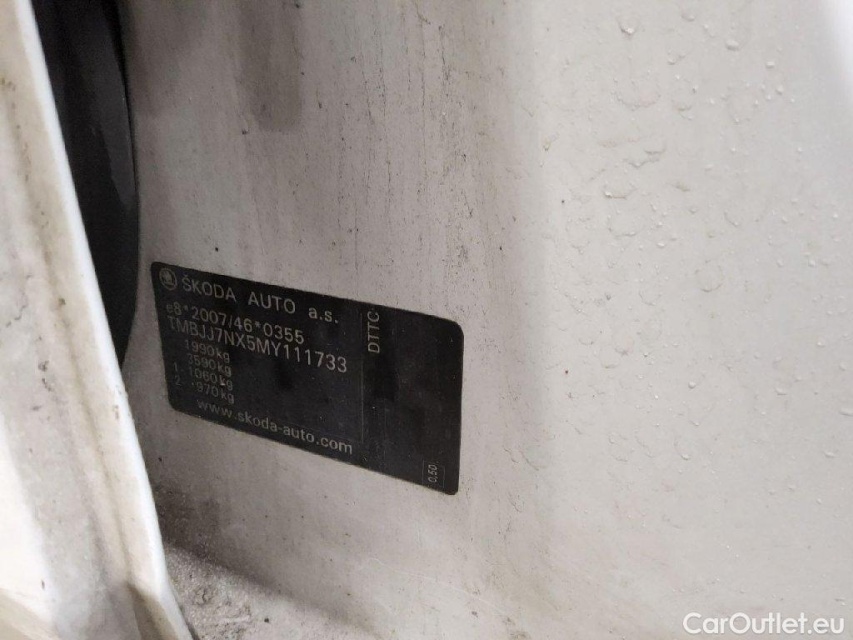 ŠKODA AUTO a.s.
e8*2007/46*0355
TMBJJ7NX5MY111733
1990kg
3590kg
1- 1060kg
2- 970kg
www.skoda-auto.com
DTTC
0.50
CarOutlet.eu